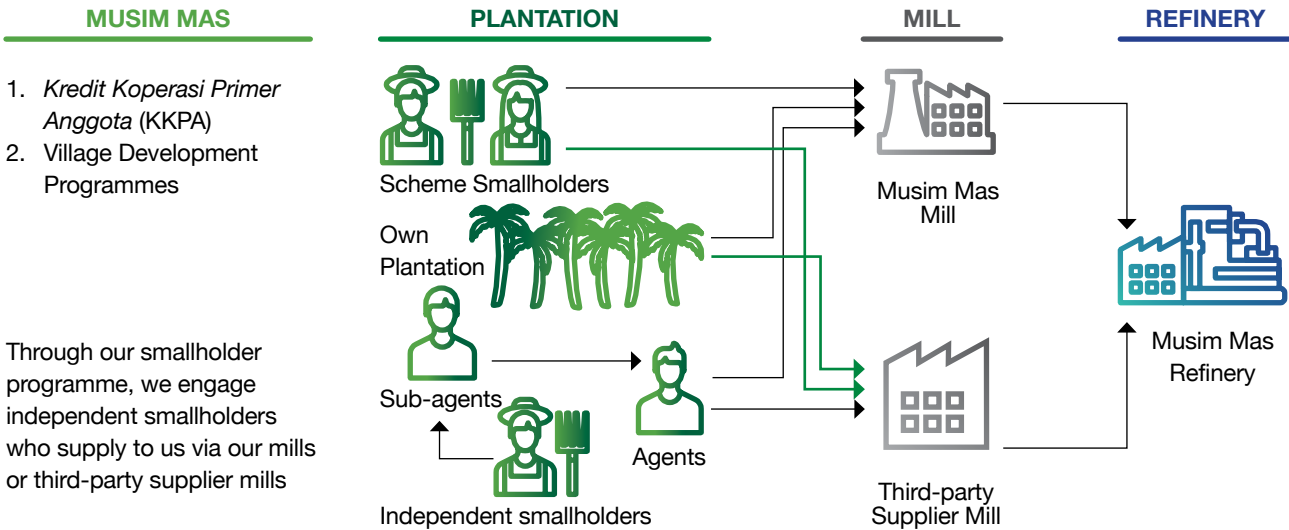 MUSIM MAS
1. Kredit Koperasi Primer
Anggota (KKPA)
2. Village Development
Programmes
Through our smallholder
programme, we engage
independent smallholders
who supply to us via our mills
or third-party supplier mills
PLANTATION
Scheme Smallholders
Own
Plantation
Sub-agents
Agents
Independent smallholders
MILL
Musim Mas
Mill
Third-party
Supplier Mill
REFINERY
Musim Mas
Refinery